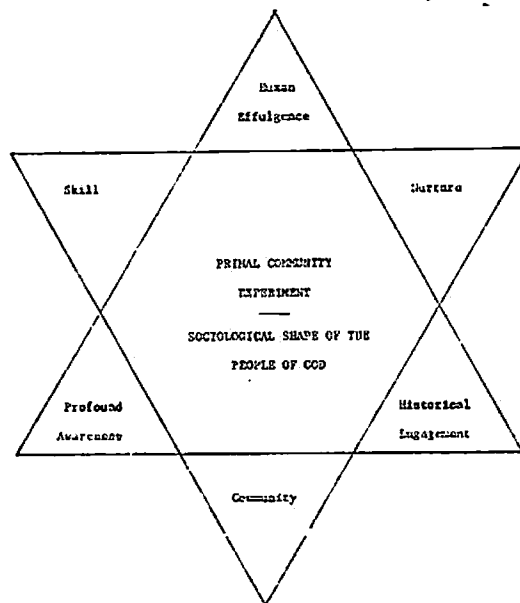 Human
Effulgence
Skill
Nurture
PRIMAL COMMUNITY
EXPERIMENT
SOCIOLOGICAL SHAPE OF THE
PEOPLE OF GOD
Profound
Awareness
Historical
Engagement
Community